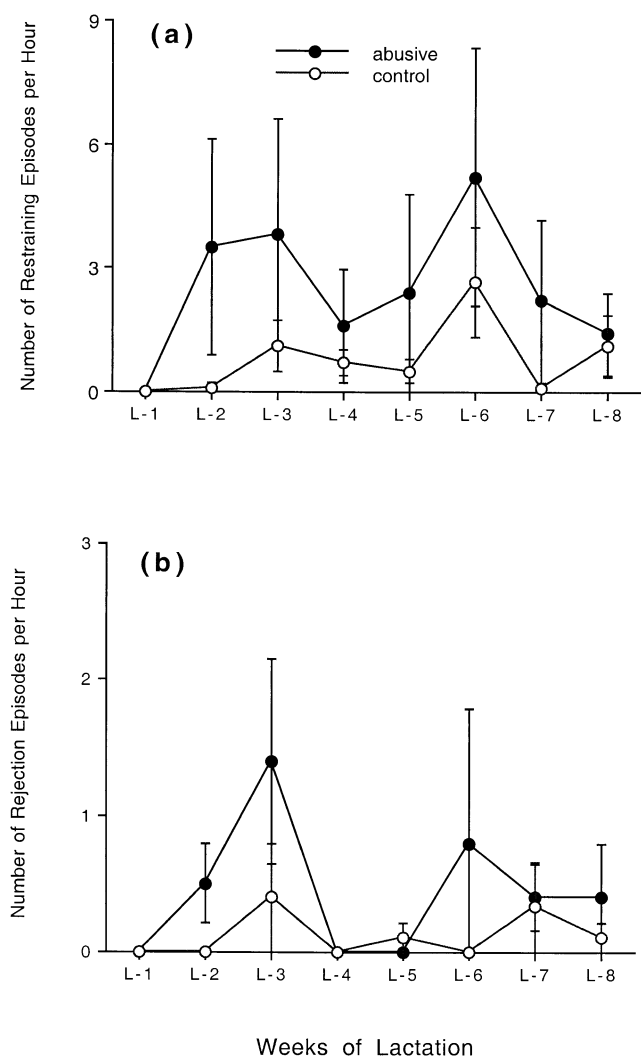 (a)
abusive
control
Number of Restraining Episodes per Hour
9
6
3
0
L-1 L-2 L-3 L-4 L-5 L-6 L-7 L-8
(b)
Number of Rejection Episodes per Hour
3
2
1
0
L-1 L-2 L-3 L-4 L-5 L-6 L-7 L-8
Weeks of Lactation